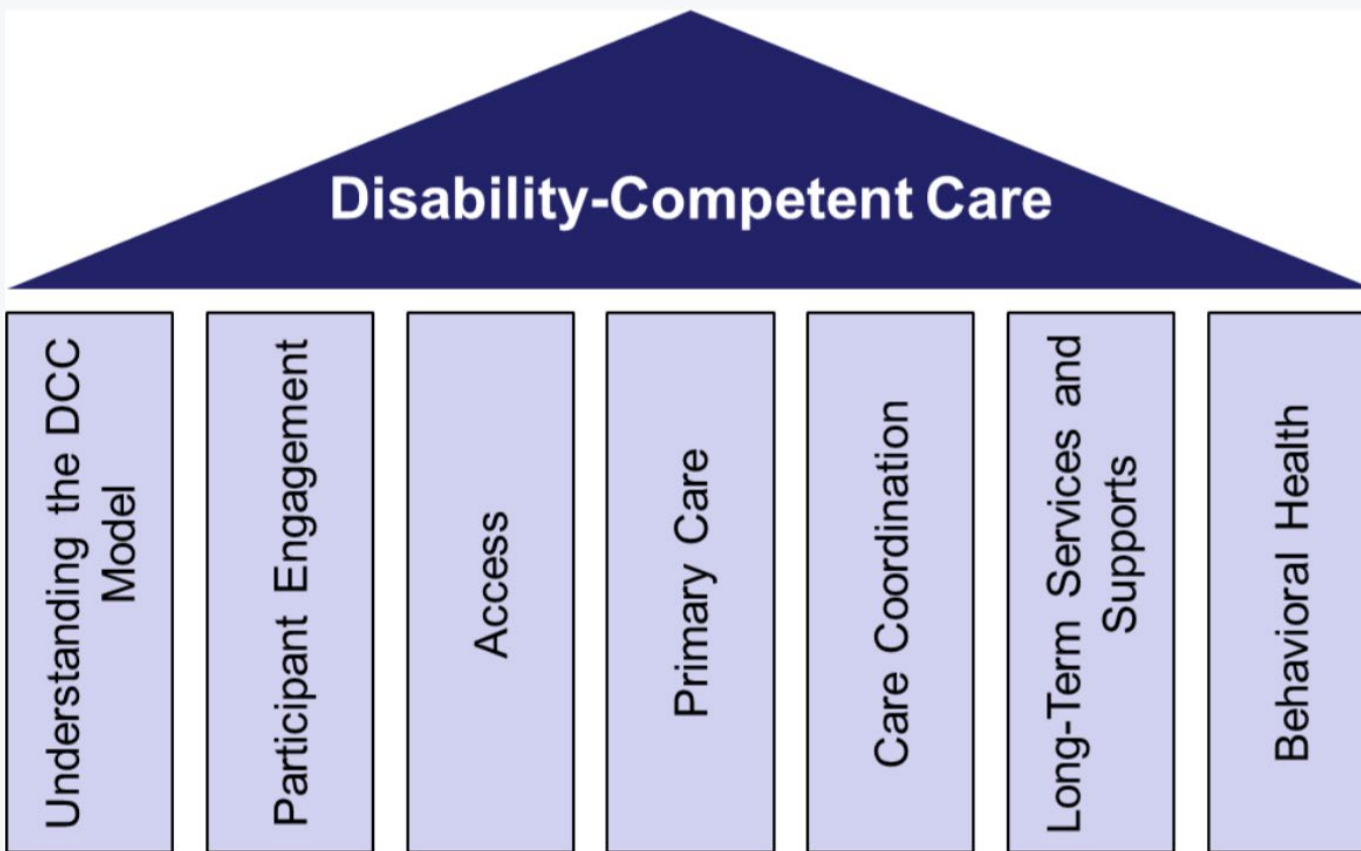 Disability-Competent Care
Understanding the DCC
Model
Participant Engagement
Access
Primary Care
Care Coordination
Long-Term Services and
Supports
Behavioral Health